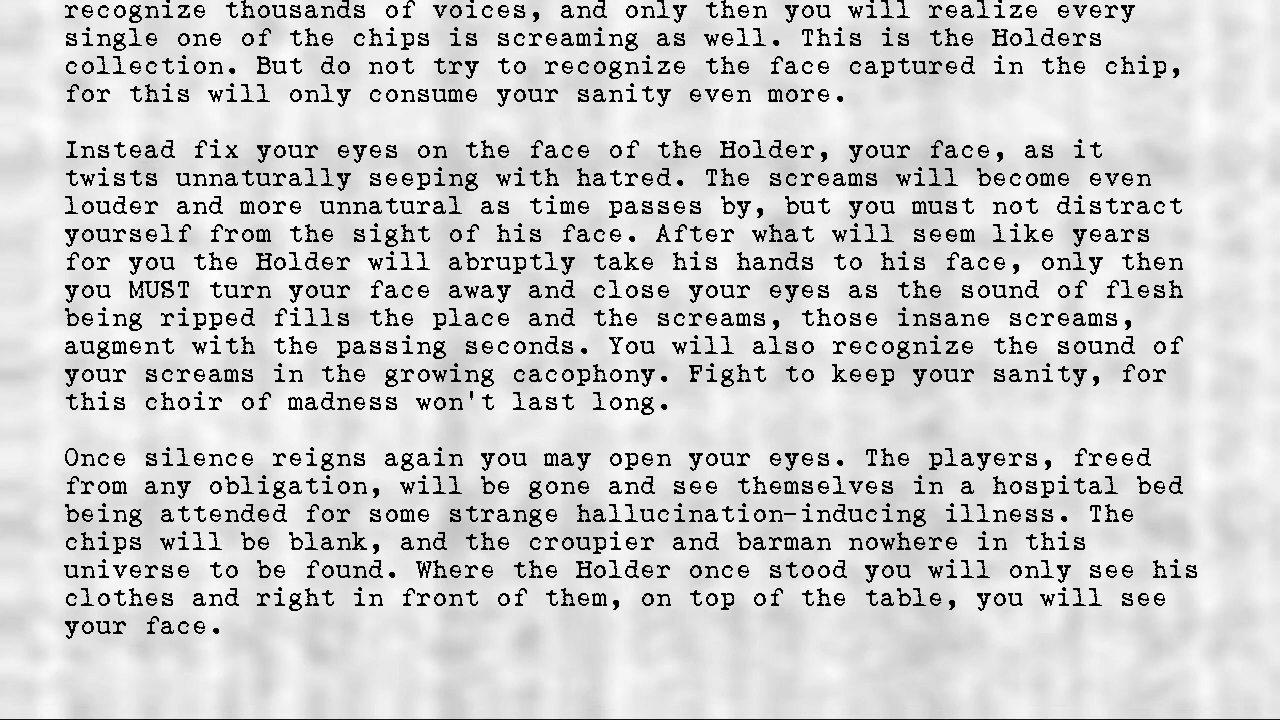 recognize thousands of voices, and only then you will realize every
single one of the chips is screaming as well. This is the Holders
collection. But do not try to recognize the face captured in the chip,
for this will only consume your sanity even more.
Instead fix your eyes on the face of the Holder, your face, as it
twists unnaturally seeping with hatred. The screams will become even
louder and more unnatural as time passes by, but you must not distract
yourself from the sight of his face. After what will seem like years
for you the Holder will abruptly take his hands to his face, only then
you MUST turn your face away and close your eyes as the sound of flesh
being ripped fills the place and the screams, those insane screams,
augment with the passing seconds. You will also recognize the sound of
your screams in the growing cacophony. Fight to keep your sanity, for
this choir of madness won't last long.
Once silence reigns again you may open your eyes. The players, freed
from any obligation, will be gone and see themselves in a hospital bed
being attended for some strange hallucination-inducing illness. The
chips will be blank, and the croupier and barman nowhere in this
universe to be found. Where the Holder once stood you will only see his
clothes and right in front of them, on top of the table, you will see
your face.